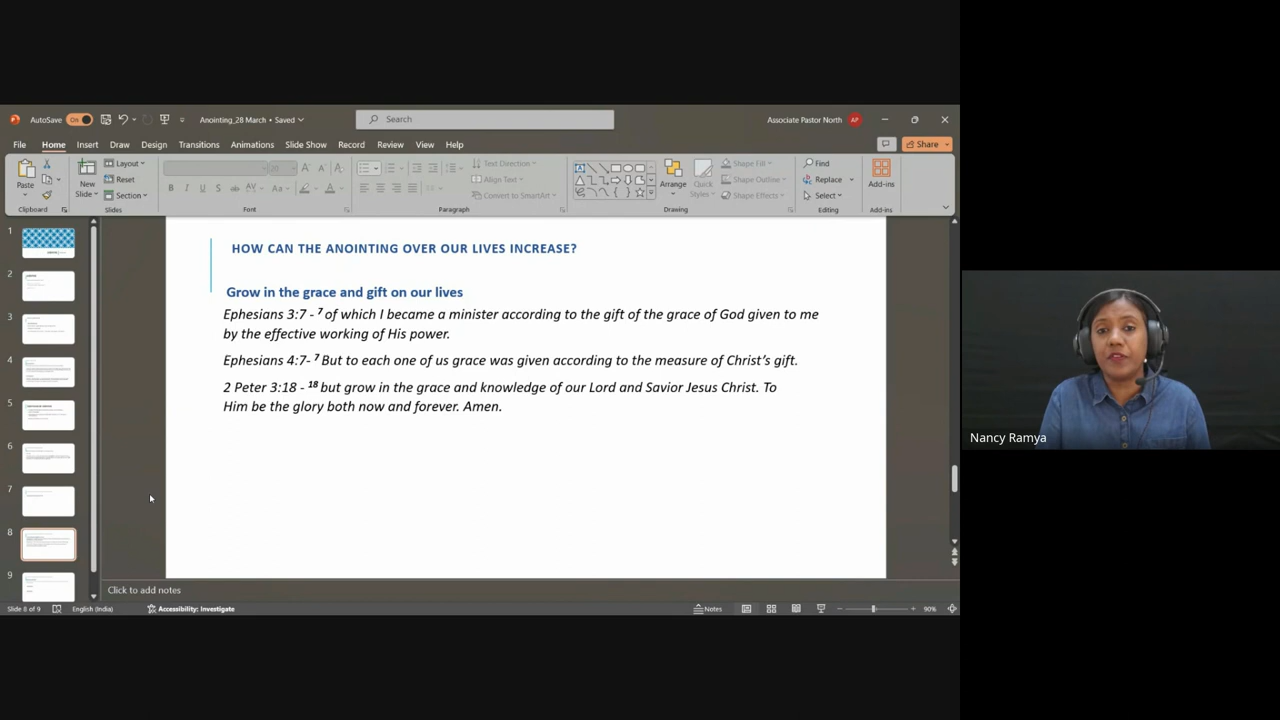 AutoSave On Anointing_28 March • Saved Search Associate Pastor North AP
File Home Insert Draw Design Transitions Animations Slide Show Record Review View Help Share
Paste New Slide Layout Reset Section
B I U S ab AV Aa A
Text Direction Align Text Convert to SmartArt
Arrange Quick Styles Shape Fill Shape Outline Shape Effects
Find Replace Select Add-ins
Clipboard Slides Font Paragraph Drawing Editing Add-ins
1
2
3
4
5
6
7
8
9
HOW CAN THE ANOINTING OVER OUR LIVES INCREASE?
Grow in the grace and gift on our lives
Ephesians 3:7 - 7 of which I became a minister according to the gift of the grace of God given to me
by the effective working of His power.
Ephesians 4:7- 7 But to each one of us grace was given according to the measure of Christ's gift.
2 Peter 3:18 - 18 but grow in the grace and knowledge of our Lord and Savior Jesus Christ. To
Him be the glory both now and forever. Amen.
Nancy Ramya
Click to add notes
Slide 8 of 9 English (India) Accessibility: Investigate Notes 90%